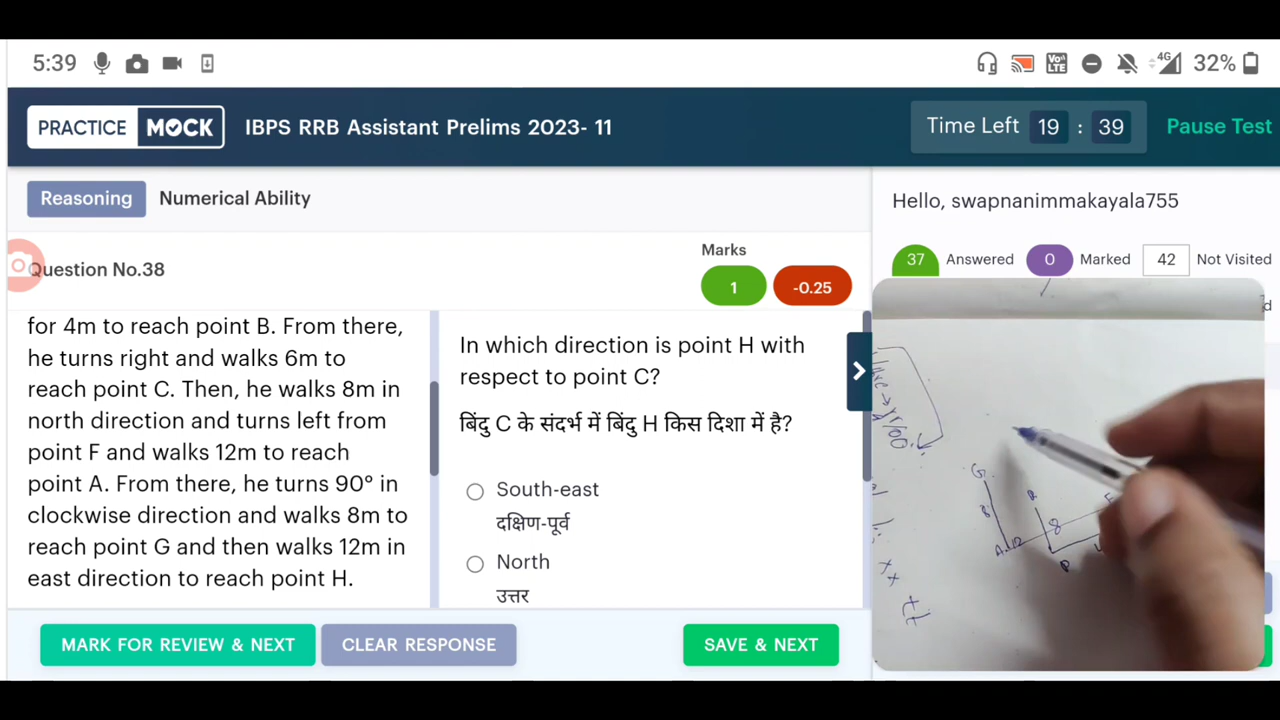 5:39
Vo))
LTE
4G
32%
PRACTICE MOCK
IBPS RRB Assistant Prelims 2023- 11
Time Left 19 : 39
Pause Test
Reasoning
Numerical Ability
Hello, swapnanimmakayala755
Question No.38
Marks
1
-0.25
37 Answered
0 Marked
42 Not Visited
for 4m to reach point B. From there,
he turns right and walks 6m to
reach point C. Then, he walks 8m in
north direction and turns left from
point F and walks 12m to reach
point A. From there, he turns 90° in
clockwise direction and walks 8m to
reach point G and then walks 12m in
east direction to reach point H.
In which direction is point H with
respect to point C?
बिंदु C के संदर्भ में बिंदु H किस दिशा में है?
South-east
दक्षिण-पूर्व
North
उत्तर
G
8
A
12
8
MARK FOR REVIEW & NEXT
CLEAR RESPONSE
SAVE & NEXT